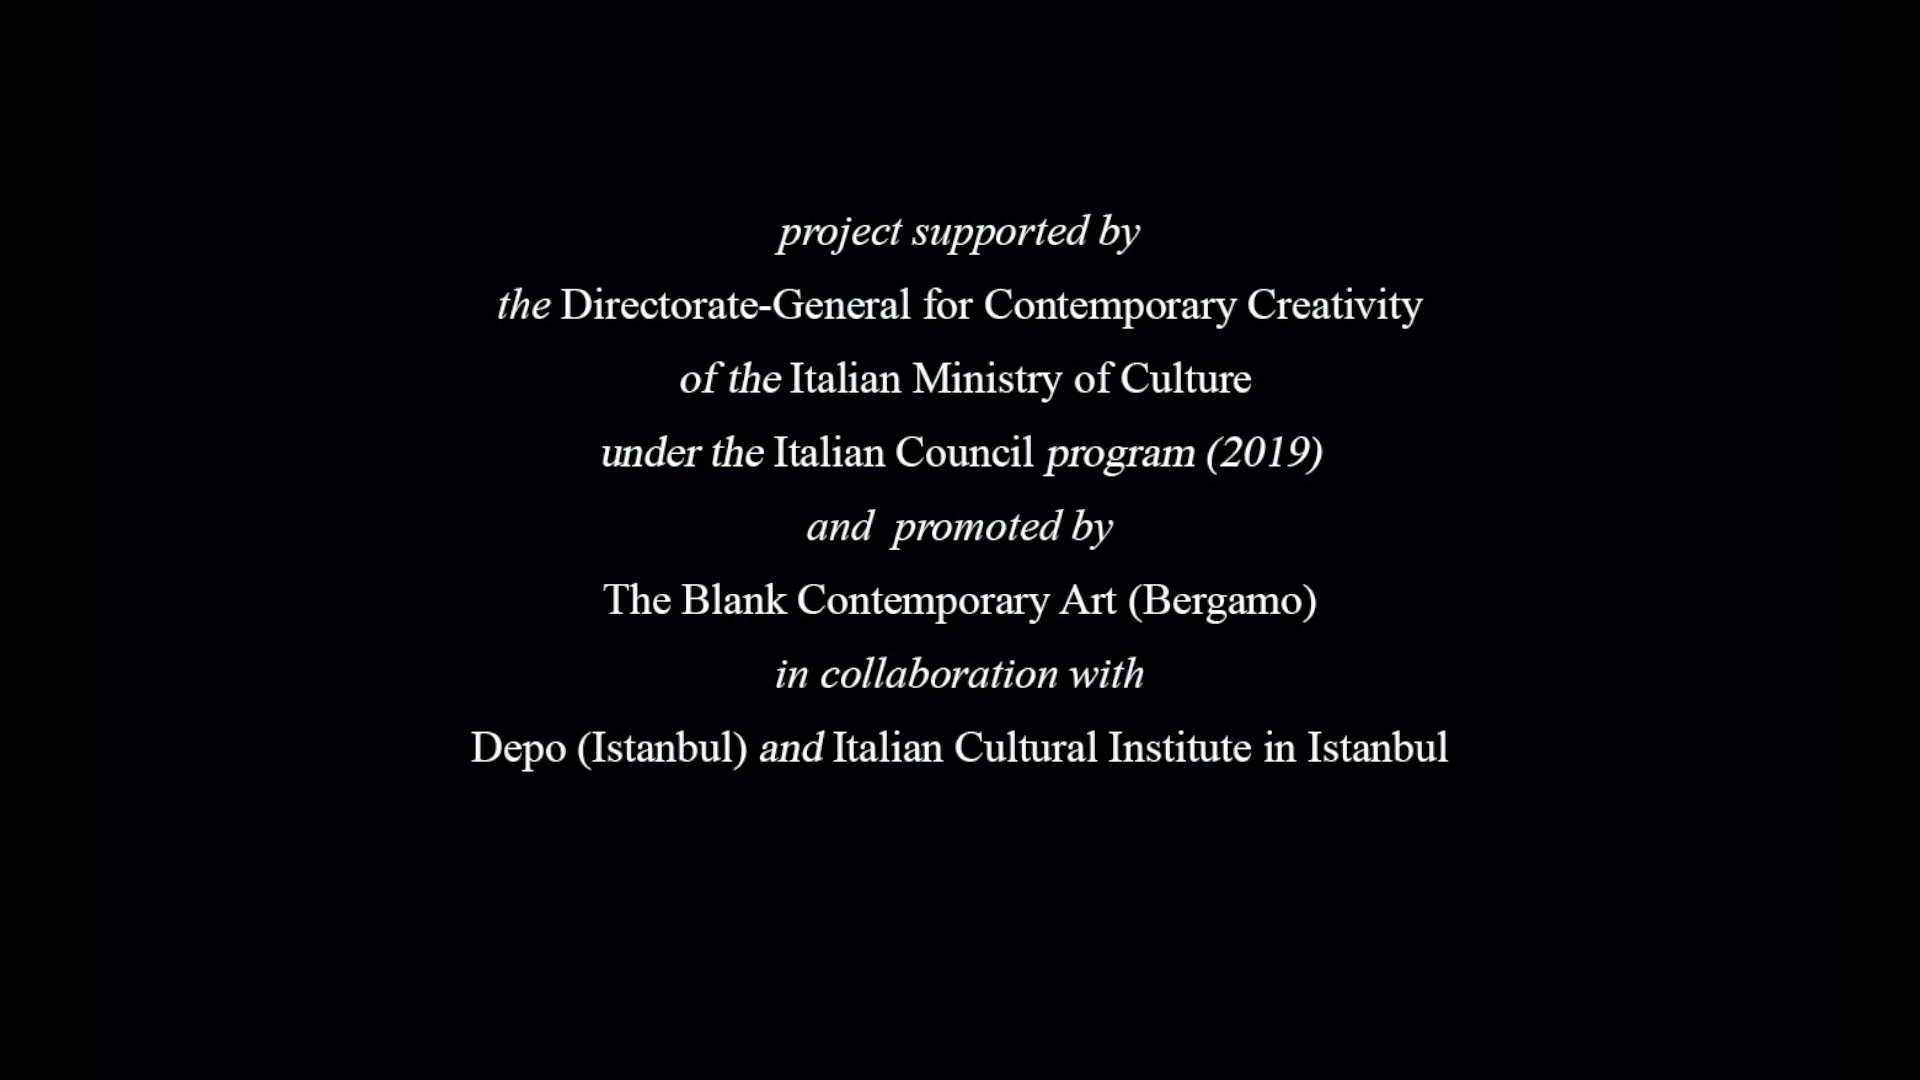 project supported by
the Directorate-General for Contemporary Creativity
of the Italian Ministry of Culture
under the Italian Council program (2019)
and promoted by
The Blank Contemporary Art (Bergamo)
in collaboration with
Depo (Istanbul) and Italian Cultural Institute in Istanbul